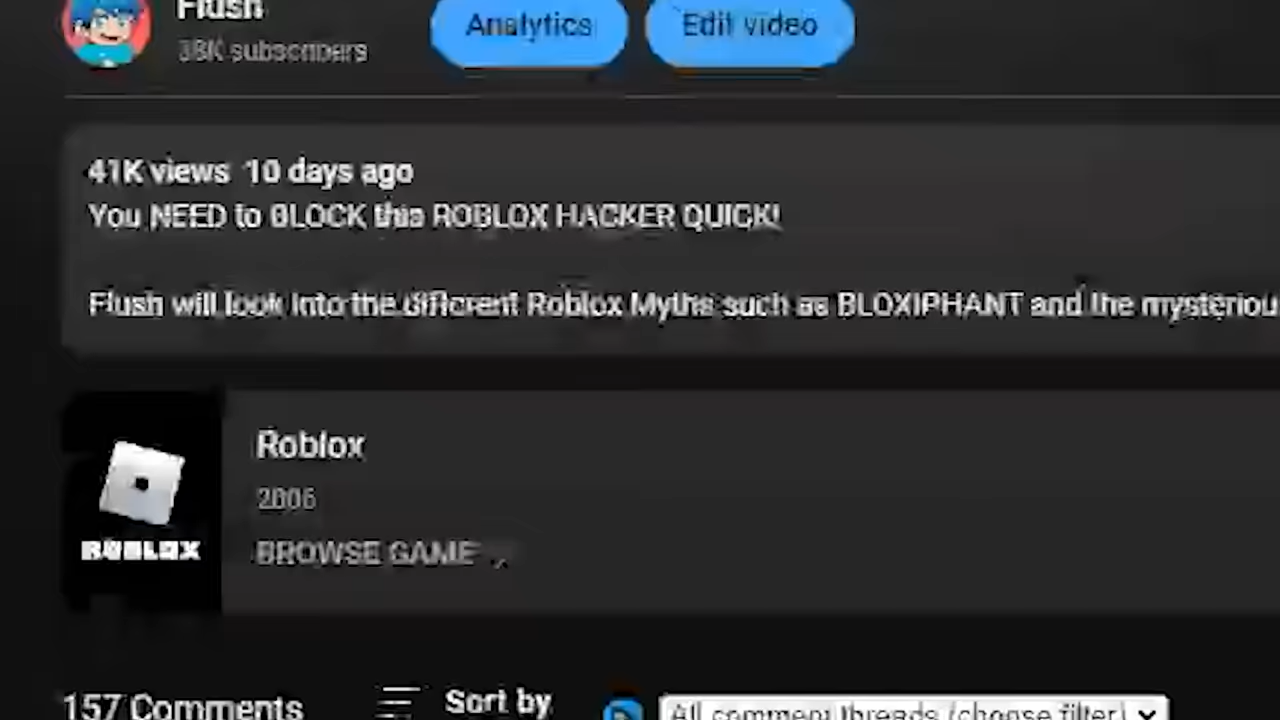 Flush
38K subscribers
Analytics
Edit video
41K views 10 days ago
You NEED to BLOCK this ROBLOX HACKER QUICK!
Flush will look into the different Roblox Myths such as BLOXIPHANT and the mysteriou
Roblox
2006
BROWSE GAME
ROBLOX
157 Comments
Sort by
All comment threads (choose filter)